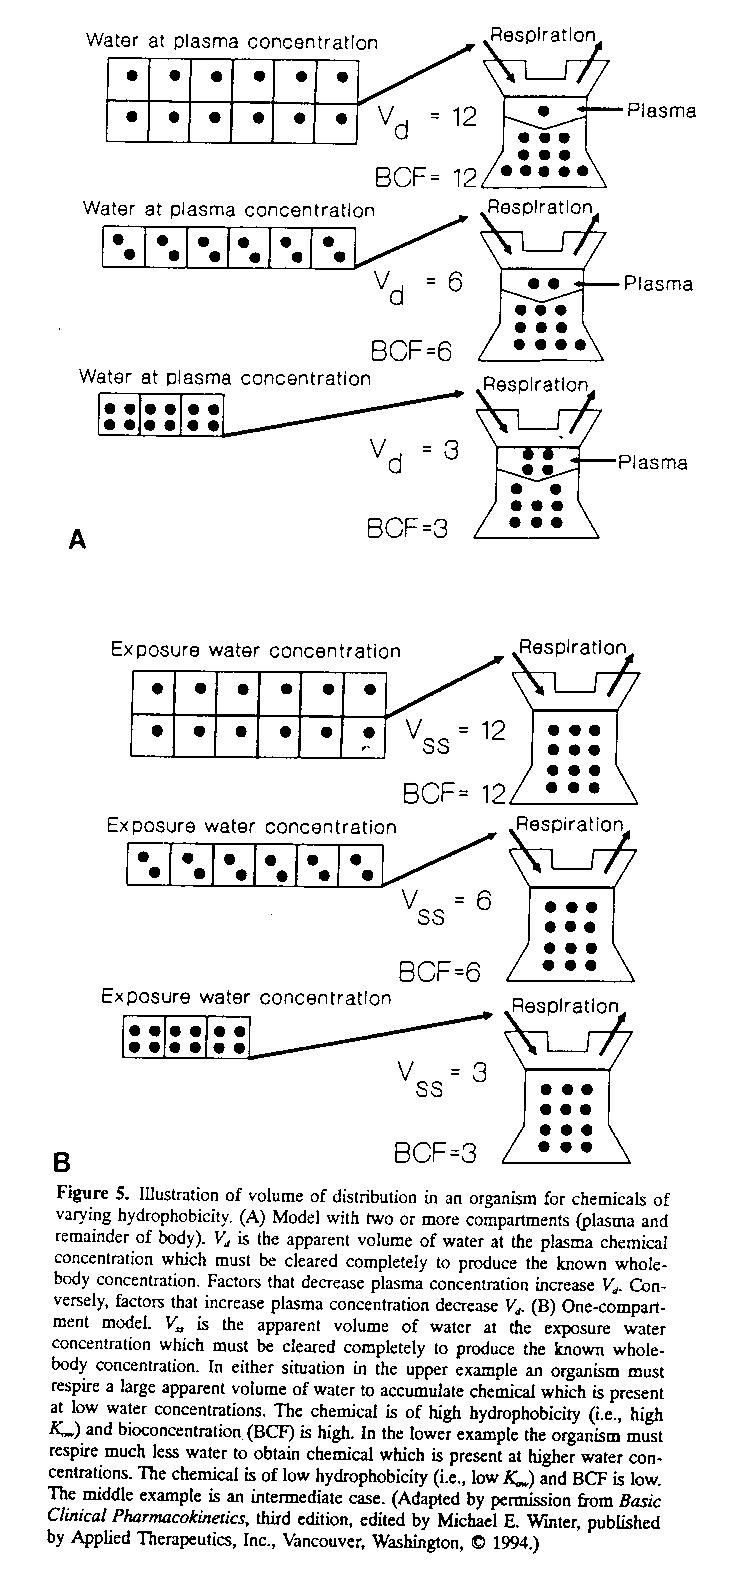 Water at plasma concentration
Respiration
V
d
= 12
Plasma
BCF= 12
Water at plasma concentration
Respiration
V
d
= 6
Plasma
BCF=6
Water at plasma concentration
Respiration
V
d
= 3
Plasma
BCF=3
A
Exposure water concentration
Respiration
V
SS
= 12
BCF= 12
Exposure water concentration
Respiration
V
SS
= 6
BCF=6
Exposure water concentration
Respiration
V
SS
= 3
BCF=3
B
Figure 5. Illustration of volume of distribution in an organism for chemicals of
varying hydrophobicity. (A) Model with two or more compartments (plasma and
remainder of body). Vd is the apparent volume of water at the plasma chemical
concentration which must be cleared completely to produce the known whole-
body concentration. Factors that decrease plasma concentration increase Vd. Con-
versely, factors that increase plasma concentration decrease Vd. (B) One-compart-
ment model. Vss is the apparent volume of water at the exposure water
concentration which must be cleared completely to produce the known whole-
body concentration. In either situation in the upper example an organism must
respire a large apparent volume of water to accumulate chemical which is present
at low water concentrations. The chemical is of high hydrophobicity (i.e., high
Kow) and bioconcentration (BCF) is high. In the lower example the organism must
respire much less water to obtain chemical which is present at higher water con-
centrations. The chemical is of low hydrophobicity (i.e., low Kow) and BCF is low.
The middle example is an intermediate case. (Adapted by permission from Basic
Clinical Pharmacokinetics, third edition, edited by Michael E. Winter, published
by Applied Therapeutics, Inc., Vancouver, Washington, © 1994.)